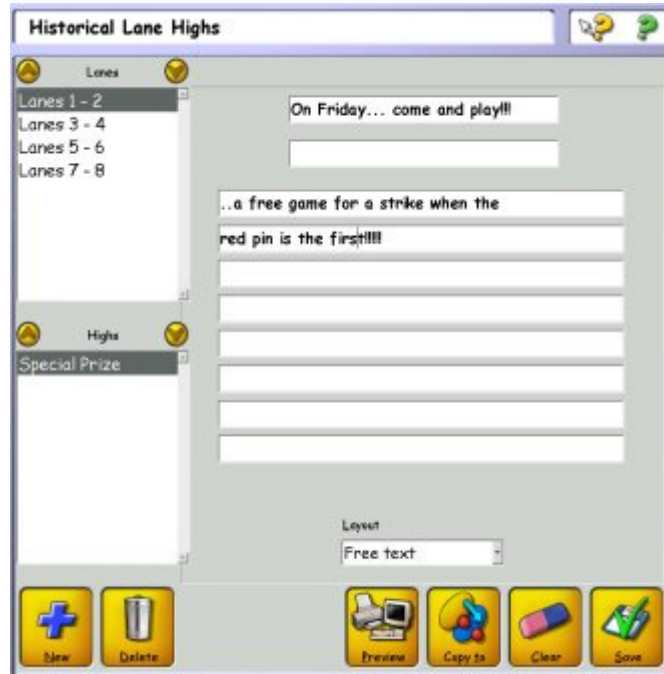 Historical Lane Highs
Lanes
Lanes 1 - 2
Lanes 3 - 4
Lanes 5 - 6
Lanes 7 - 8
Highs
Special Prize
On Friday... come and play!!!
..a free game for a strike when the
red pin is the first!!!!!
Layout
Free text
New
Delete
Preview
Copy to
Clear
Save